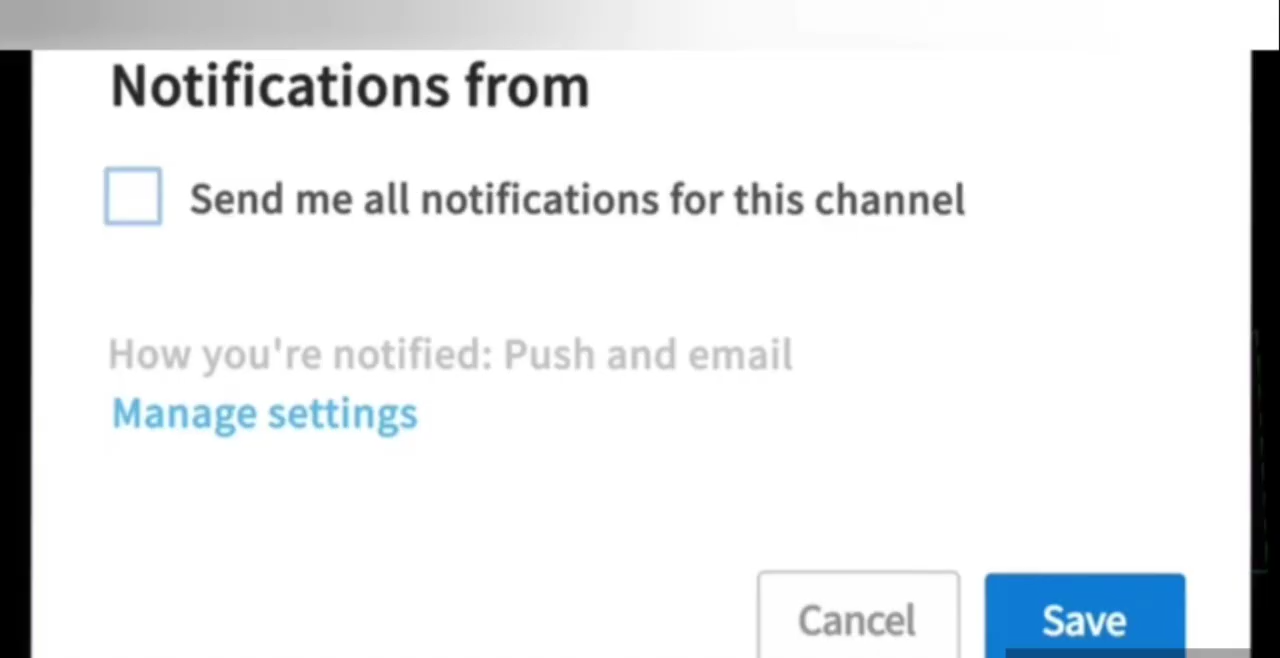 Notifications from
Send me all notifications for this channel
How you're notified: Push and email
Manage settings
Cancel
Save